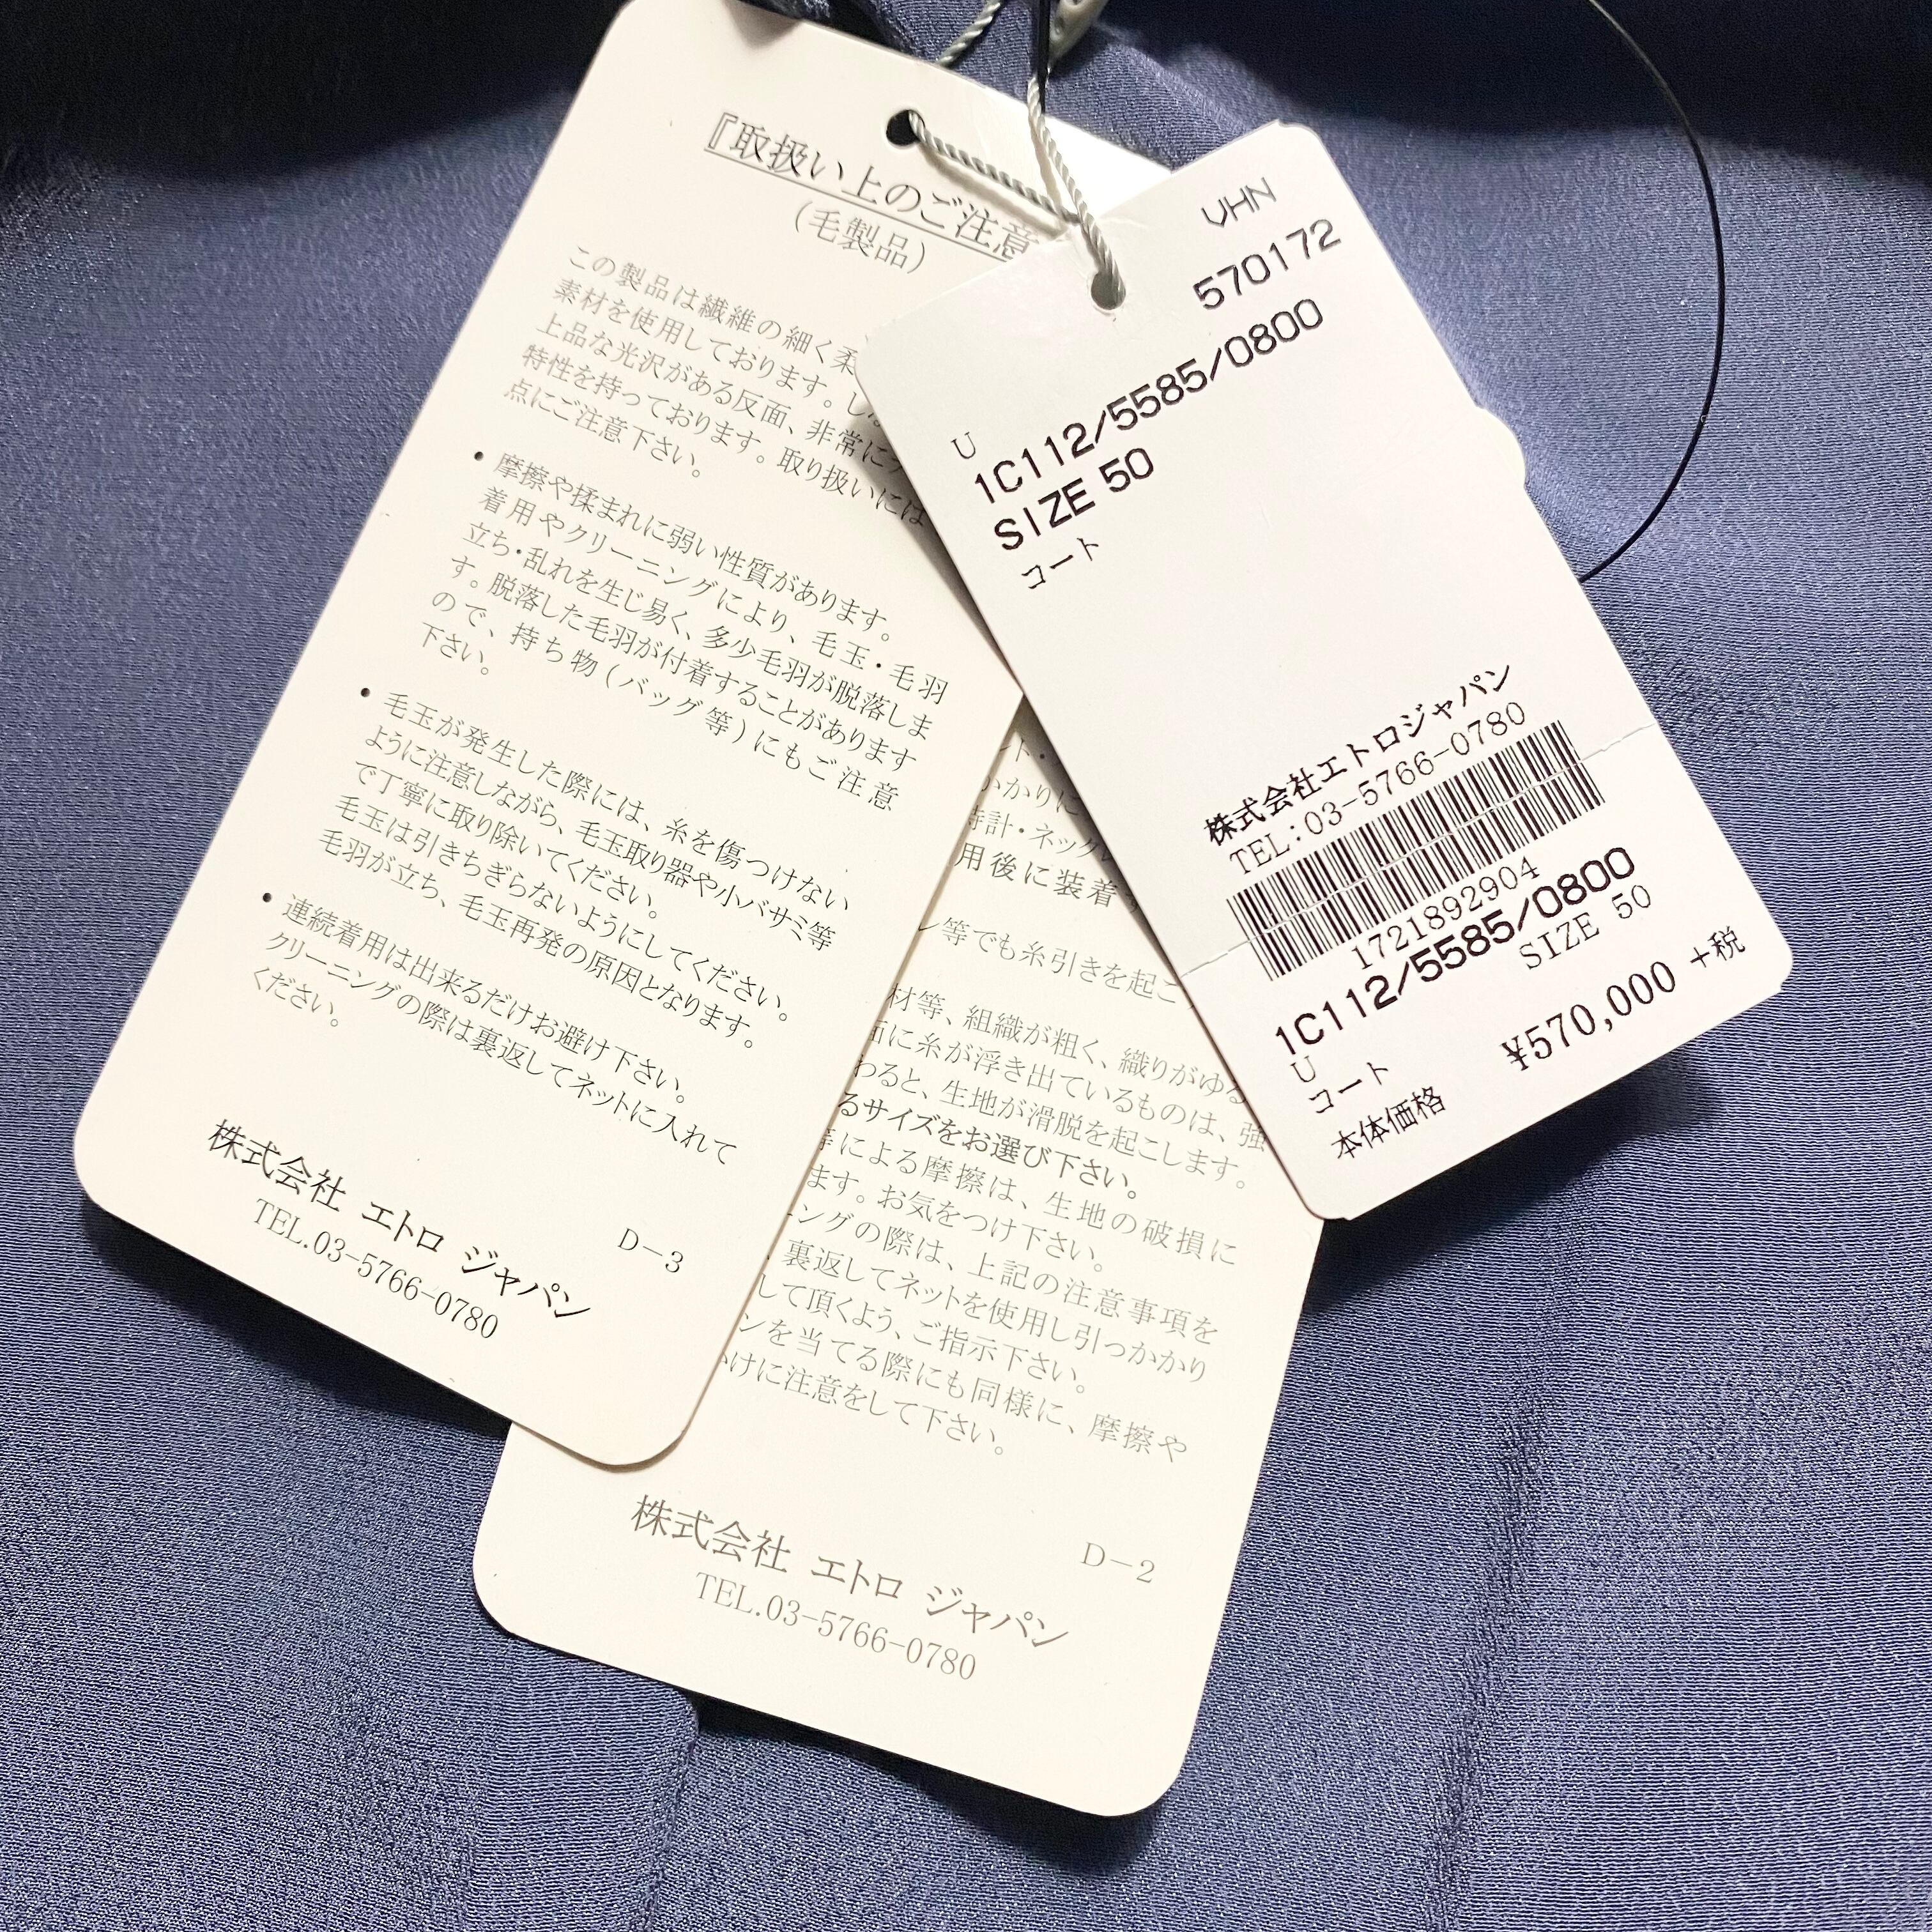 『取扱い上のご注意
(毛製品)
この製品は繊維の細く柔
素材を使用しております。し
上品な光沢がある反面、非常に
特性を持っております。取り扱いには
点にご注意下さい。
• 摩擦や揉まれに弱い性質があります。
着用やクリーニングにより、毛玉・毛羽
立ち・乱れを生じ易く、多少毛羽が脱落しま
す。脱落した毛羽が付着することがあります
ので、持ち物(バッグ等)にもご注意
下さい。
• 毛玉が発生した際には、糸を傷つけない
ように注意しながら、毛玉取り器や小バサミ等
で丁寧に取り除いてください。
毛玉は引きちぎらないようにしてください。
毛羽が立ち、毛玉再発の原因となります。
• 連続着用は出来るだけお避け下さい。
クリーニングの際は裏返してネットに入れて
ください。
D-3
株式会社 エトロ ジャパン
TEL.03-5766-0780
VHN
570172
U
1C112/5585/0800
SIZE 50
コート
株式会社エトロジャパン
TEL:03-5766-0780
1721892904
1C112/5585/0800
U SIZE 50
コート
本体価格 ¥570,000 +税
ト・
かかりに
時計・ネックレ
用後に装着
ン等でも糸引きを起こ
材等、組織が粗く、織りがゆる
面に糸が浮き出ているものは、強
わると、生地が滑脱を起こします。
るサイズをお選び下さい。
等による摩擦は、生地の破損に
ます。お気をつけ下さい。
ングの際は、上記の注意事項を
裏返してネットを使用し引つかかり
して頂くよう、ご指示下さい。
ンを当てる際にも同様に、摩擦や
かけに注意をして下さい。
D-2
株式会社 エトロ ジャパン
TEL.03-5766-0780